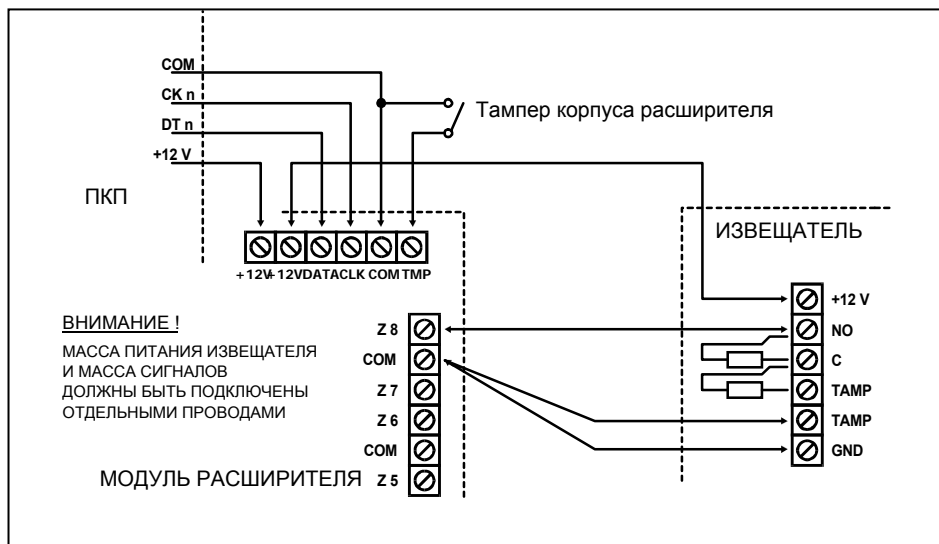 COM
CK n
DT n
+12 V
Тампер корпуса расширителя
ПКП
ИЗВЕЩАТЕЛЬ
+12V +12V DATA CLK COM TMP
ВНИМАНИЕ !
МАССА ПИТАНИЯ ИЗВЕЩАТЕЛЯ
И МАССА СИГНАЛОВ
ДОЛЖНЫ БЫТЬ ПОДКЛЮЧЕНЫ
ОТДЕЛЬНЫМИ ПРОВОДАМИ
МОДУЛЬ РАСШИРИТЕЛЯ
Z 8
COM
Z 7
Z 6
COM
Z 5
+12 V
NO
C
TAMP
TAMP
GND